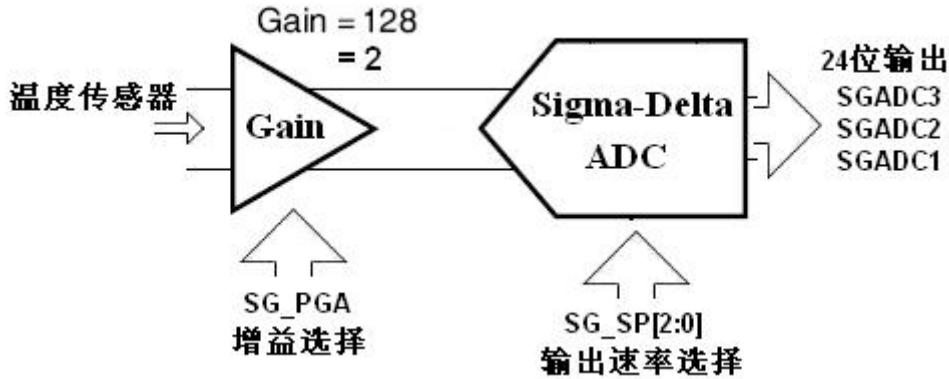 Gain = 128
= 2
温度传感器
Gain
SG_PGA
增益选择
Sigma-Delta
ADC
SG_SP[2:0]
输出速率选择
24位输出
SGADC3
SGADC2
SGADC1